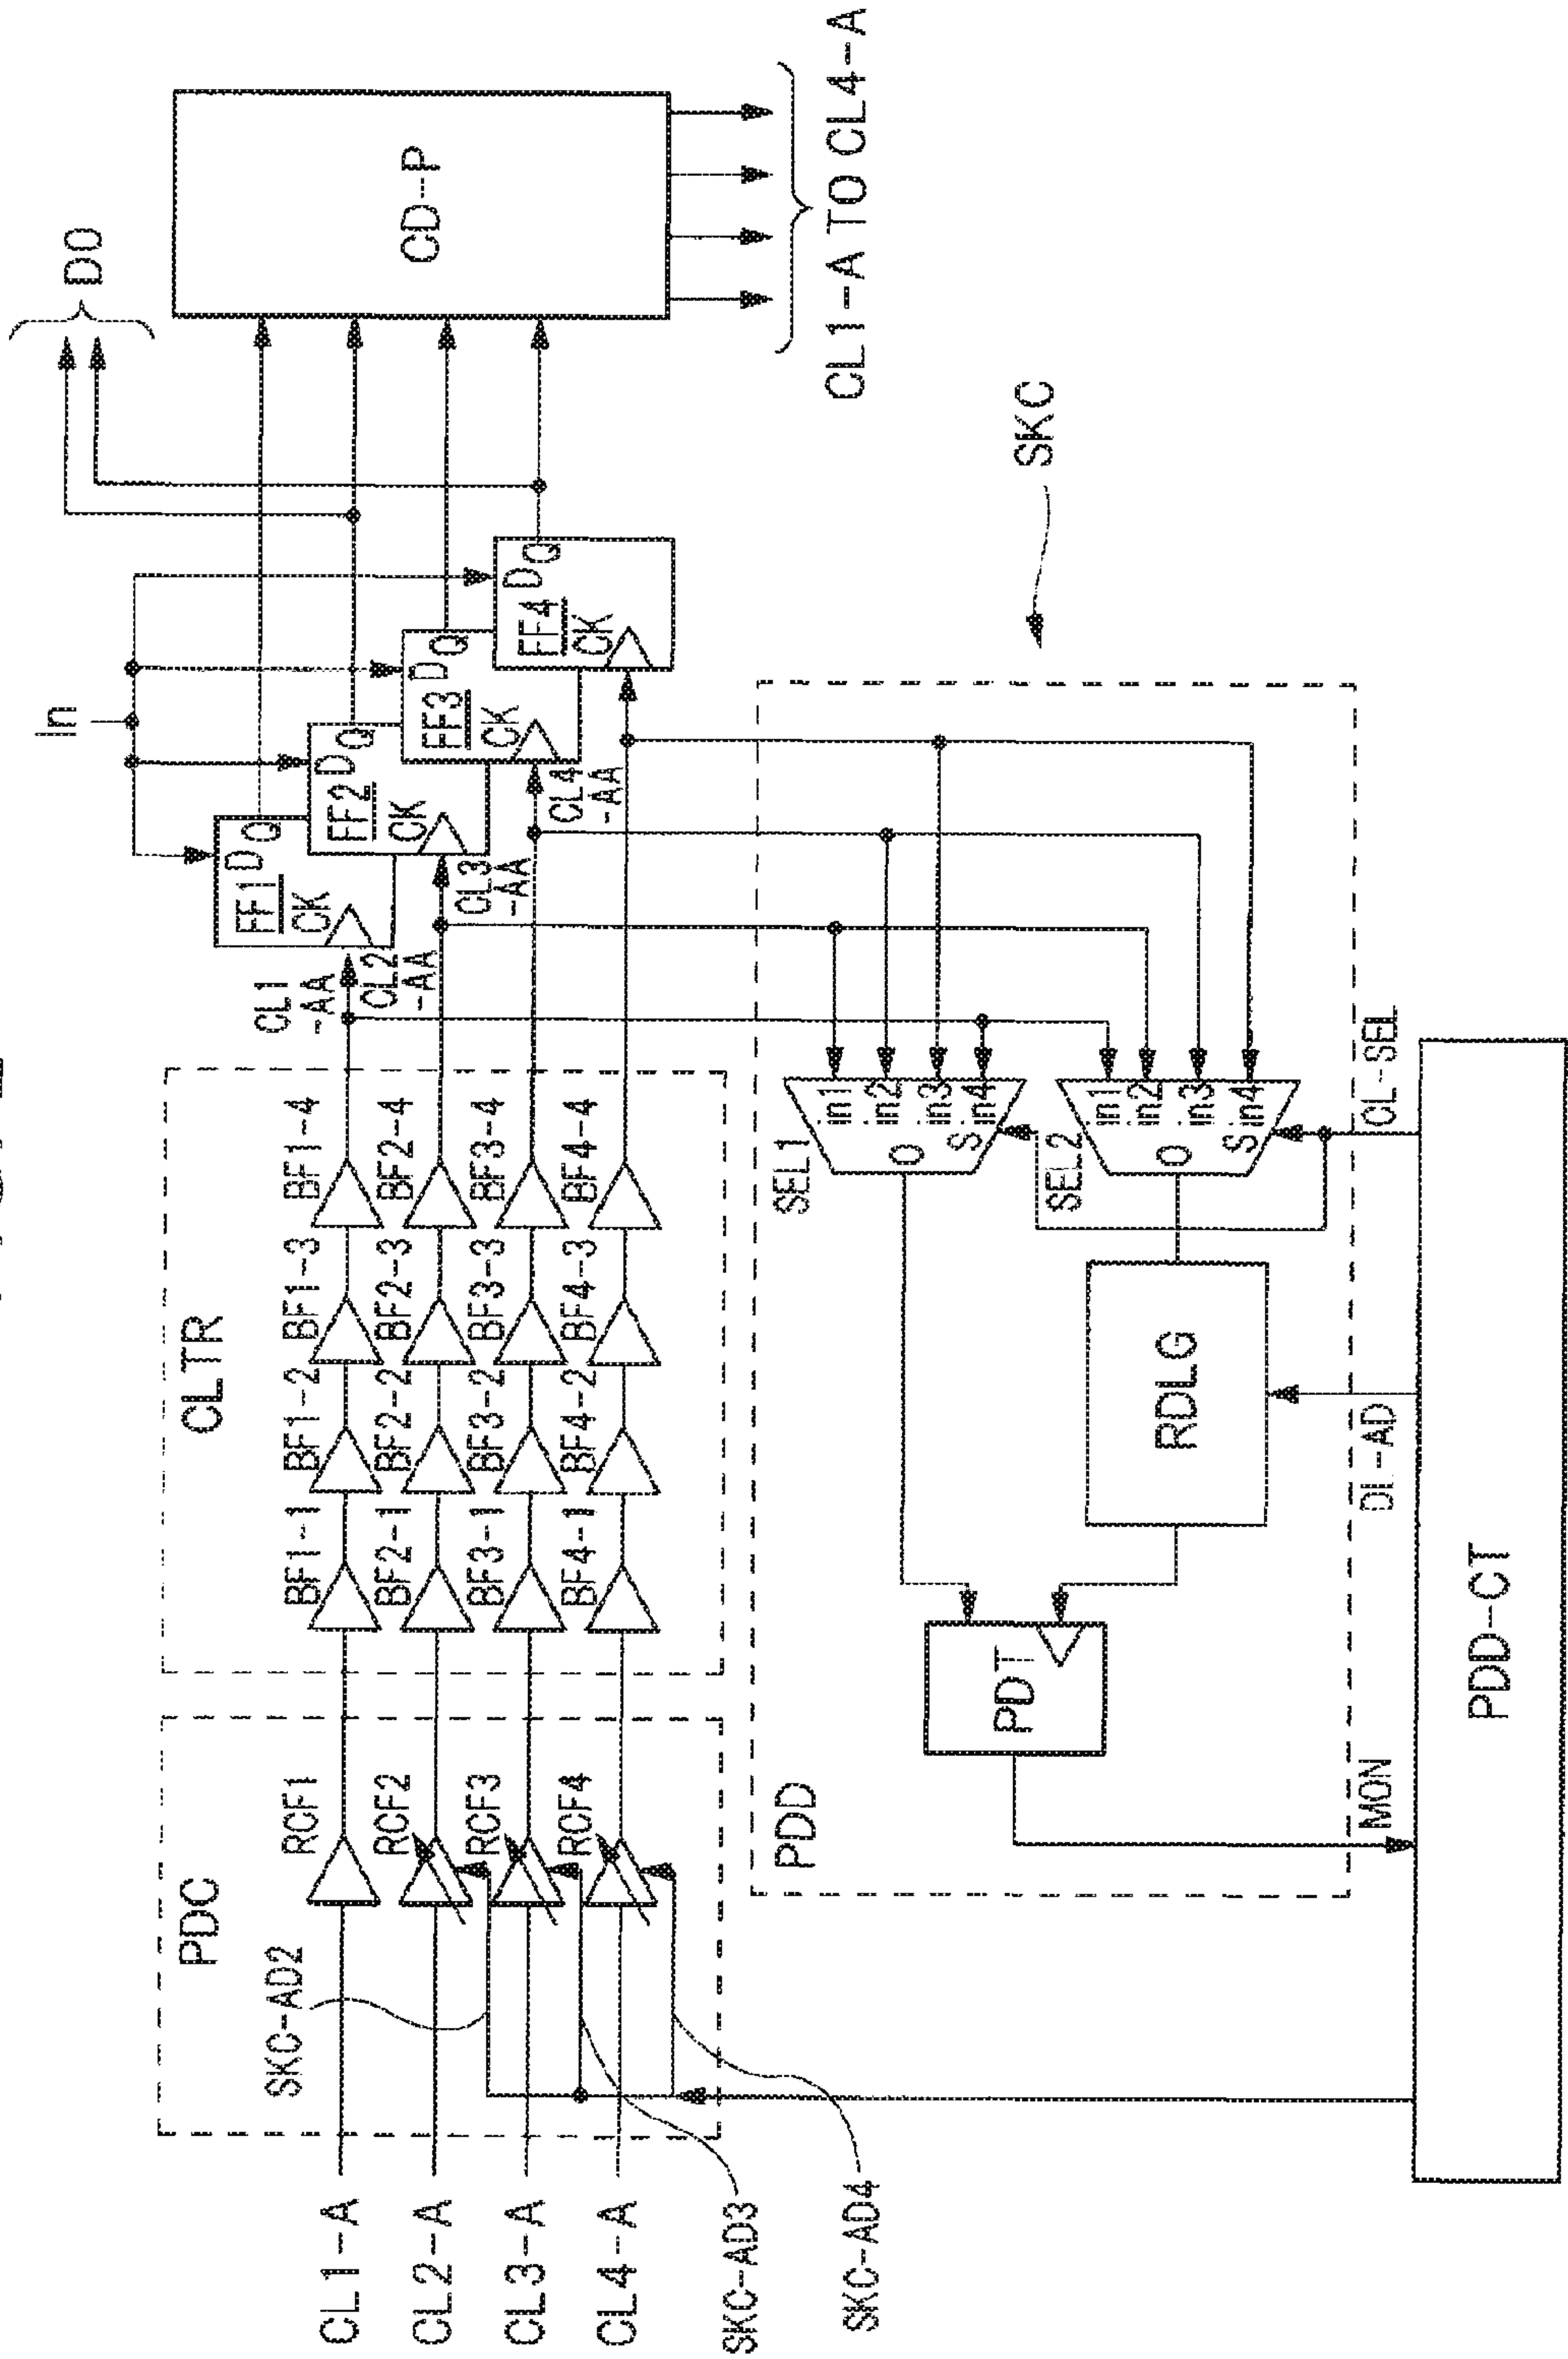 In
DO
CL1-A
CL2-A
CL3-A
CL4-A
PDC
RCF1
RCF2
RCF3
RCF4
SKC-AD2
SKC-AD3
SKC-AD4
CLTR
BF1-1
BF1-2
BF1-3
BF1-4
BF2-1
BF2-2
BF2-3
BF2-4
BF3-1
BF3-2
BF3-3
BF3-4
BF4-1
BF4-2
BF4-3
BF4-4
CL1
-AA
CL2
-AA
CL3
-AA
CL4
-AA
FF1
D
Q
CK
FF2
D
Q
CK
FF3
D
Q
CK
FF4
D
Q
CK
CD-P
CL1-A TO CL4-A
SKC
PDD
SEL1
in1
in2
in3
in4
O
S
SEL2
in1
in2
in3
in4
O
S
PDT
RDLG
MON
DL-AD
CL-SEL
PDD-CT